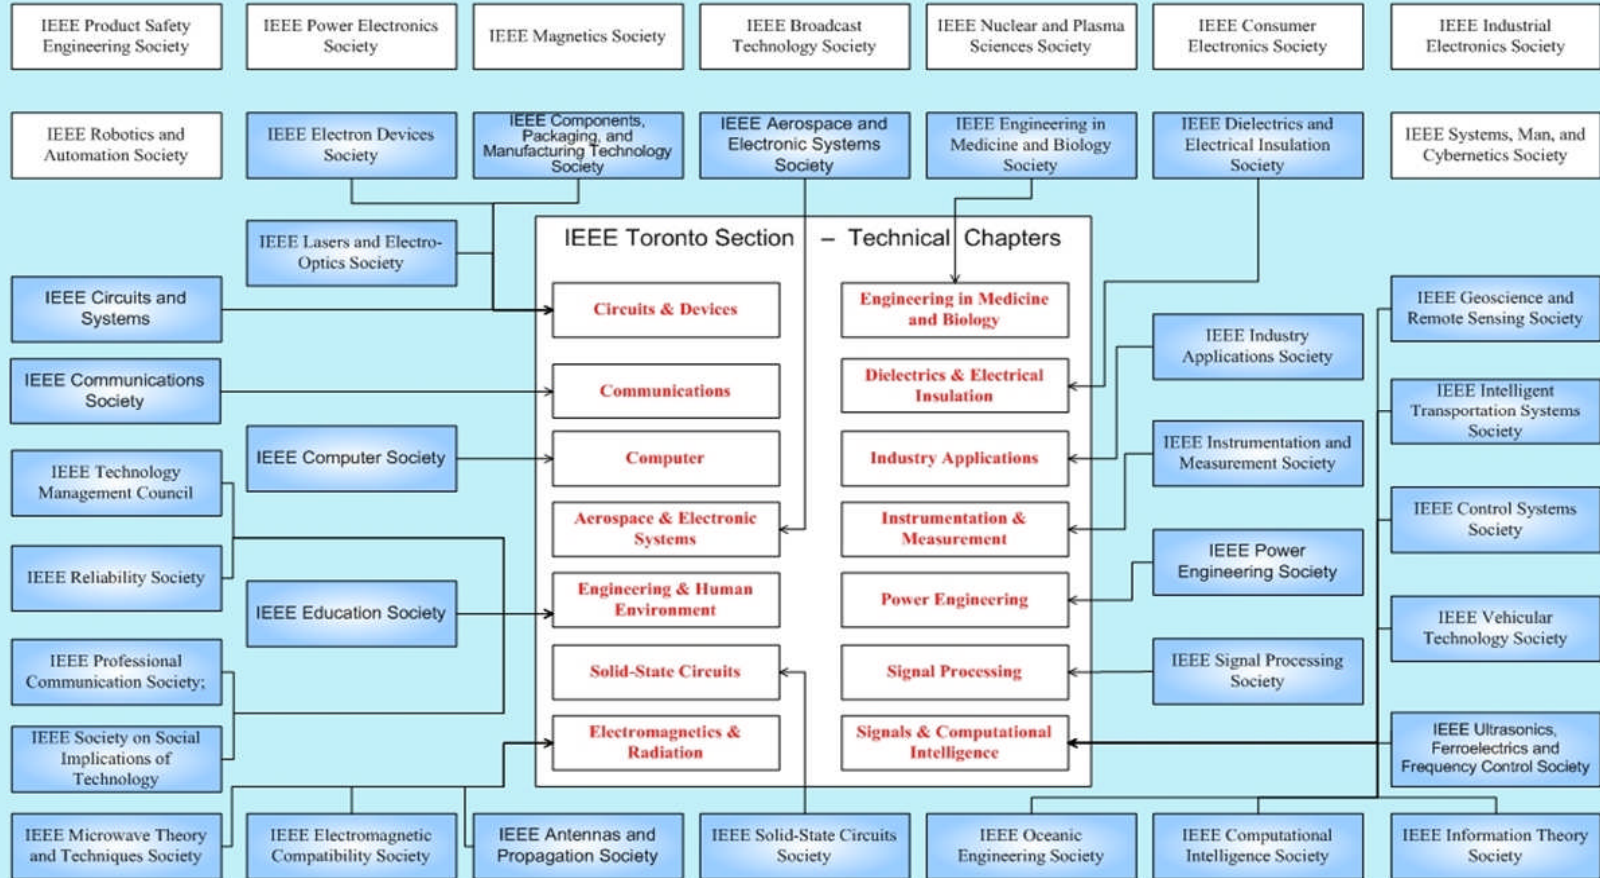 IEEE Product Safety
Engineering Society
IEEE Power Electronics
Society
IEEE Magnetics Society
IEEE Broadcast
Technology Society
IEEE Nuclear and Plasma
Sciences Society
IEEE Consumer
Electronics Society
IEEE Industrial
Electronics Society
IEEE Robotics and
Automation Society
IEEE Electron Devices
Society
IEEE Components,
Packaging, and
Manufacturing Technology
Society
IEEE Aerospace and
Electronic Systems
Society
IEEE Engineering in
Medicine and Biology
Society
IEEE Dielectrics and
Electrical Insulation
Society
IEEE Systems, Man, and
Cybernetics Society
IEEE Lasers and Electro-
Optics Society
IEEE Toronto Section – Technical Chapters
IEEE Circuits and
Systems
Circuits & Devices
Engineering in Medicine
and Biology
IEEE Geoscience and
Remote Sensing Society
IEEE Industry
Applications Society
IEEE Communications
Society
Communications
Dielectrics & Electrical
Insulation
IEEE Intelligent
Transportation Systems
Society
IEEE Computer Society
Computer
Industry Applications
IEEE Instrumentation and
Measurement Society
IEEE Technology
Management Council
Aerospace & Electronic
Systems
Instrumentation &
Measurement
IEEE Control Systems
Society
IEEE Reliability Society
IEEE Power
Engineering Society
IEEE Education Society
Engineering & Human
Environment
Power Engineering
IEEE Vehicular
Technology Society
IEEE Professional
Communication Society;
Solid-State Circuits
Signal Processing
IEEE Signal Processing
Society
IEEE Society on Social
Implications of
Technology
Electromagnetics &
Radiation
Signals & Computational
Intelligence
IEEE Ultrasonics,
Ferroelectrics and
Frequency Control Society
IEEE Microwave Theory
and Techniques Society
IEEE Electromagnetic
Compatibility Society
IEEE Antennas and
Propagation Society
IEEE Solid-State Circuits
Society
IEEE Oceanic
Engineering Society
IEEE Computational
Intelligence Society
IEEE Information Theory
Society